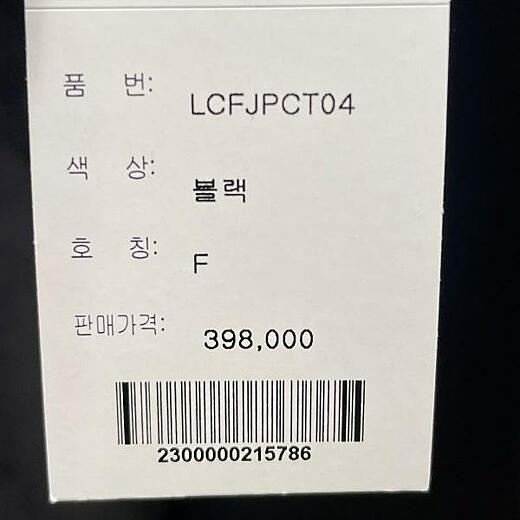 품 번: LCFJPCT04
색 상: 블랙
호 칭: F
판매가격: 398,000
2300000215786